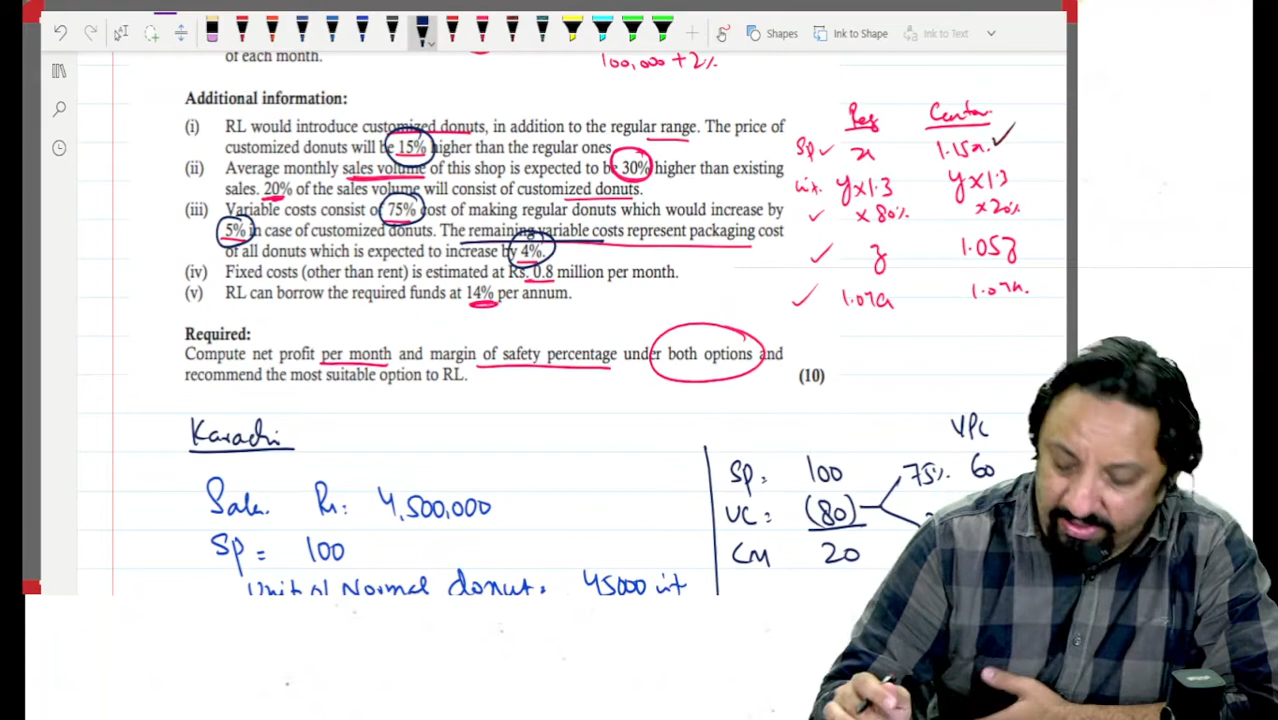 Shapes
Ink to Shape
Ink to Text
of each month.
100,000 + 2%
Additional information:
(i) RL would introduce customized donuts, in addition to the regular range. The price of
customized donuts will be 15% higher than the regular ones.
(ii) Average monthly sales volume of this shop is expected to be 30% higher than existing
sales. 20% of the sales volume will consist of customized donuts.
(iii) Variable costs consist of 75% cost of making regular donuts which would increase by
5% in case of customized donuts. The remaining variable costs represent packaging cost
of all donuts which is expected to increase by 4%.
(iv) Fixed costs (other than rent) is estimated at Rs. 0.8 million per month.
(v) RL can borrow the required funds at 14% per annum.
Reg
SP x 1.15x
y x 1.3 y x 1.3
x 80% x 20%
z 1.05z
Required:
Compute net profit per month and margin of safety percentage under both options and
recommend the most suitable option to RL.
(10)
Karachi
Sales Rs. 4,500,000
SP = 100
Unit of Normal donut = 45000 unit
VPC
SP = 100 75% 60
VC = (80)
CM 20